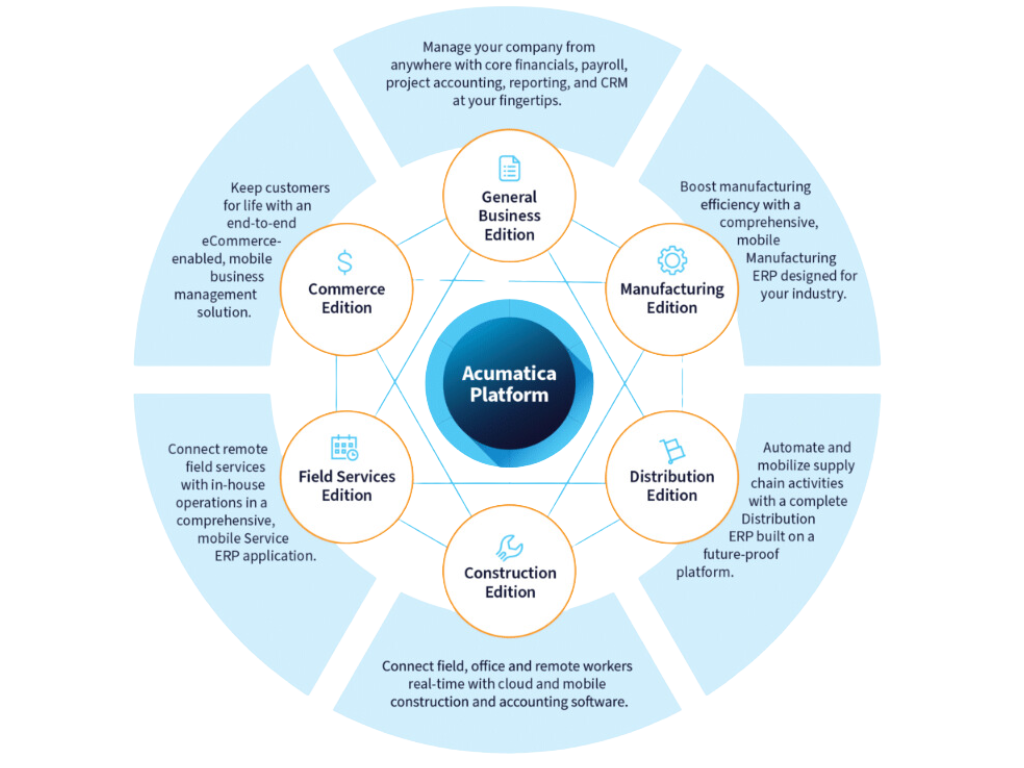 Manage your company from
anywhere with core financials, payroll,
project accounting, reporting, and CRM
at your fingertips.
General
Business
Edition
Boost manufacturing
efficiency with a
comprehensive,
mobile
Manufacturing
ERP designed for
your industry.
Manufacturing
Edition
Automate and
mobilize supply
chain activities
with a complete
Distribution
ERP built on a
future-proof
platform.
Distribution
Edition
Connect field, office and remote workers
real-time with cloud and mobile
construction and accounting software.
Construction
Edition
Connect remote
field services
with in-house
operations in a
comprehensive,
mobile Service
ERP application.
Field Services
Edition
Keep customers
for life with an
end-to-end
eCommerce-
enabled, mobile
business
management
solution.
Commerce
Edition
$
Acumatica
Platform